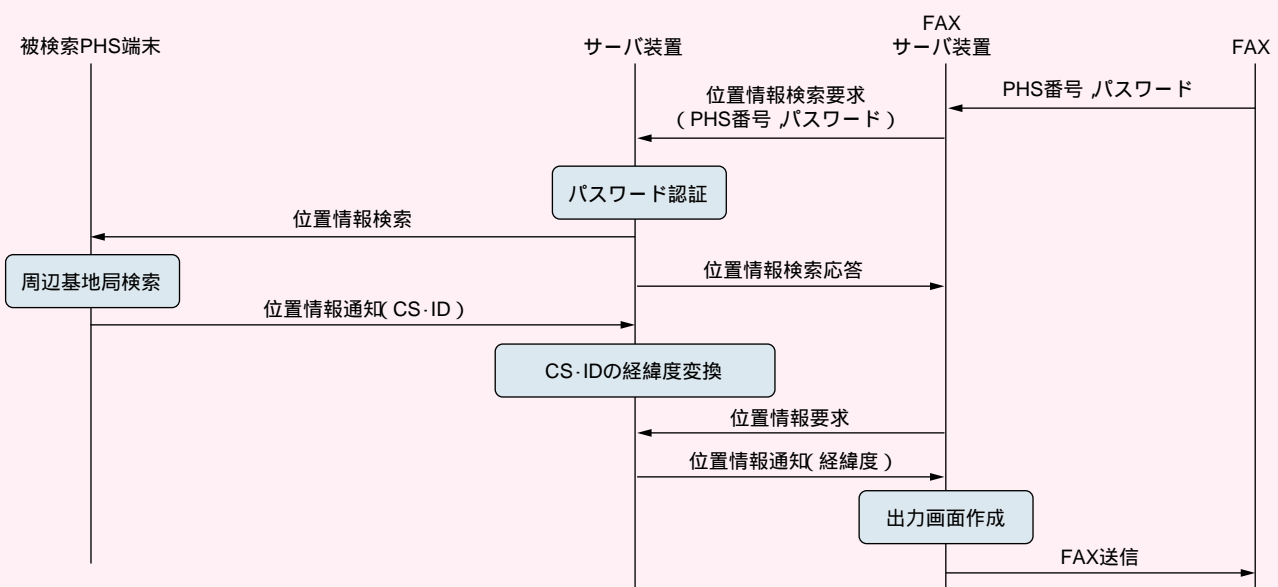 被検索PHS端末
サーバ装置
FAX
サーバ装置
FAX
PHS番号,パスワード
位置情報検索要求
(PHS番号,パスワード)
パスワード認証
位置情報検索
周辺基地局検索
位置情報検索応答
位置情報通知(CS·ID)
CS·IDの経緯度変換
位置情報要求
位置情報通知(経緯度)
出力画面作成
FAX送信